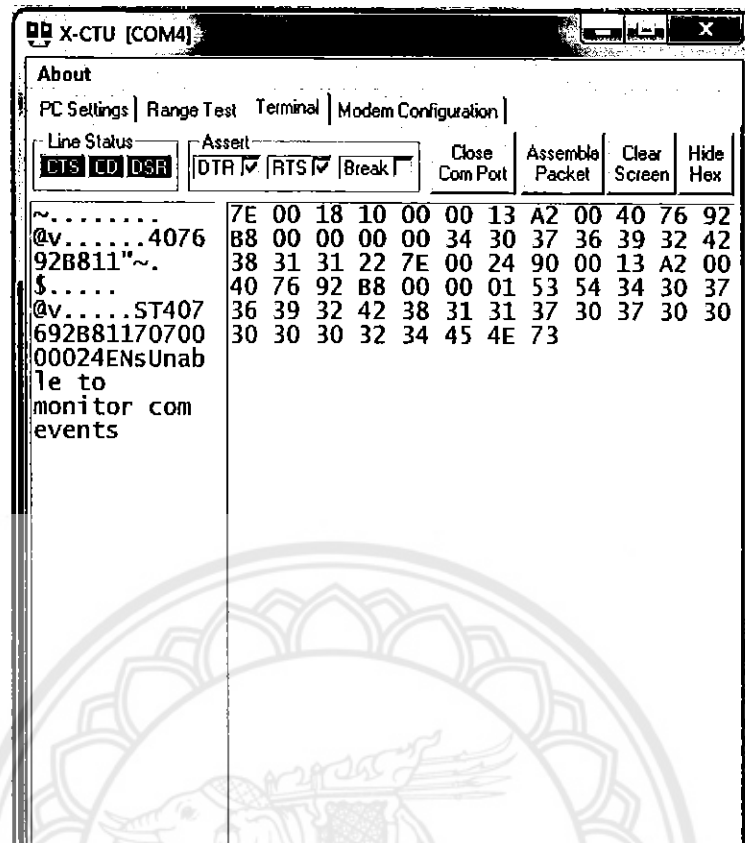 X-CTU [COM4]
X
About
PC Settings Range Test Terminal Modem Configuration
Line Status Assert Close Assemble Clear Hide
CTS CD DSR DTR RTS Break Com Port Packet Screen Hex
~........ 7E 00 18 10 00 00 13 A2 00 40 76 92
@v......4076 B8 00 00 00 00 34 30 37 36 39 32 42
92B811"~. 38 31 31 22 7E 00 24 90 00 13 A2 00
$..... 40 76 92 B8 00 00 01 53 54 34 30 37
@v.....ST407 36 39 32 42 38 31 31 37 30 37 30 30
692B81170700 30 30 30 32 34 45 4E 73
00024ENsUnab
le to
monitor com
events